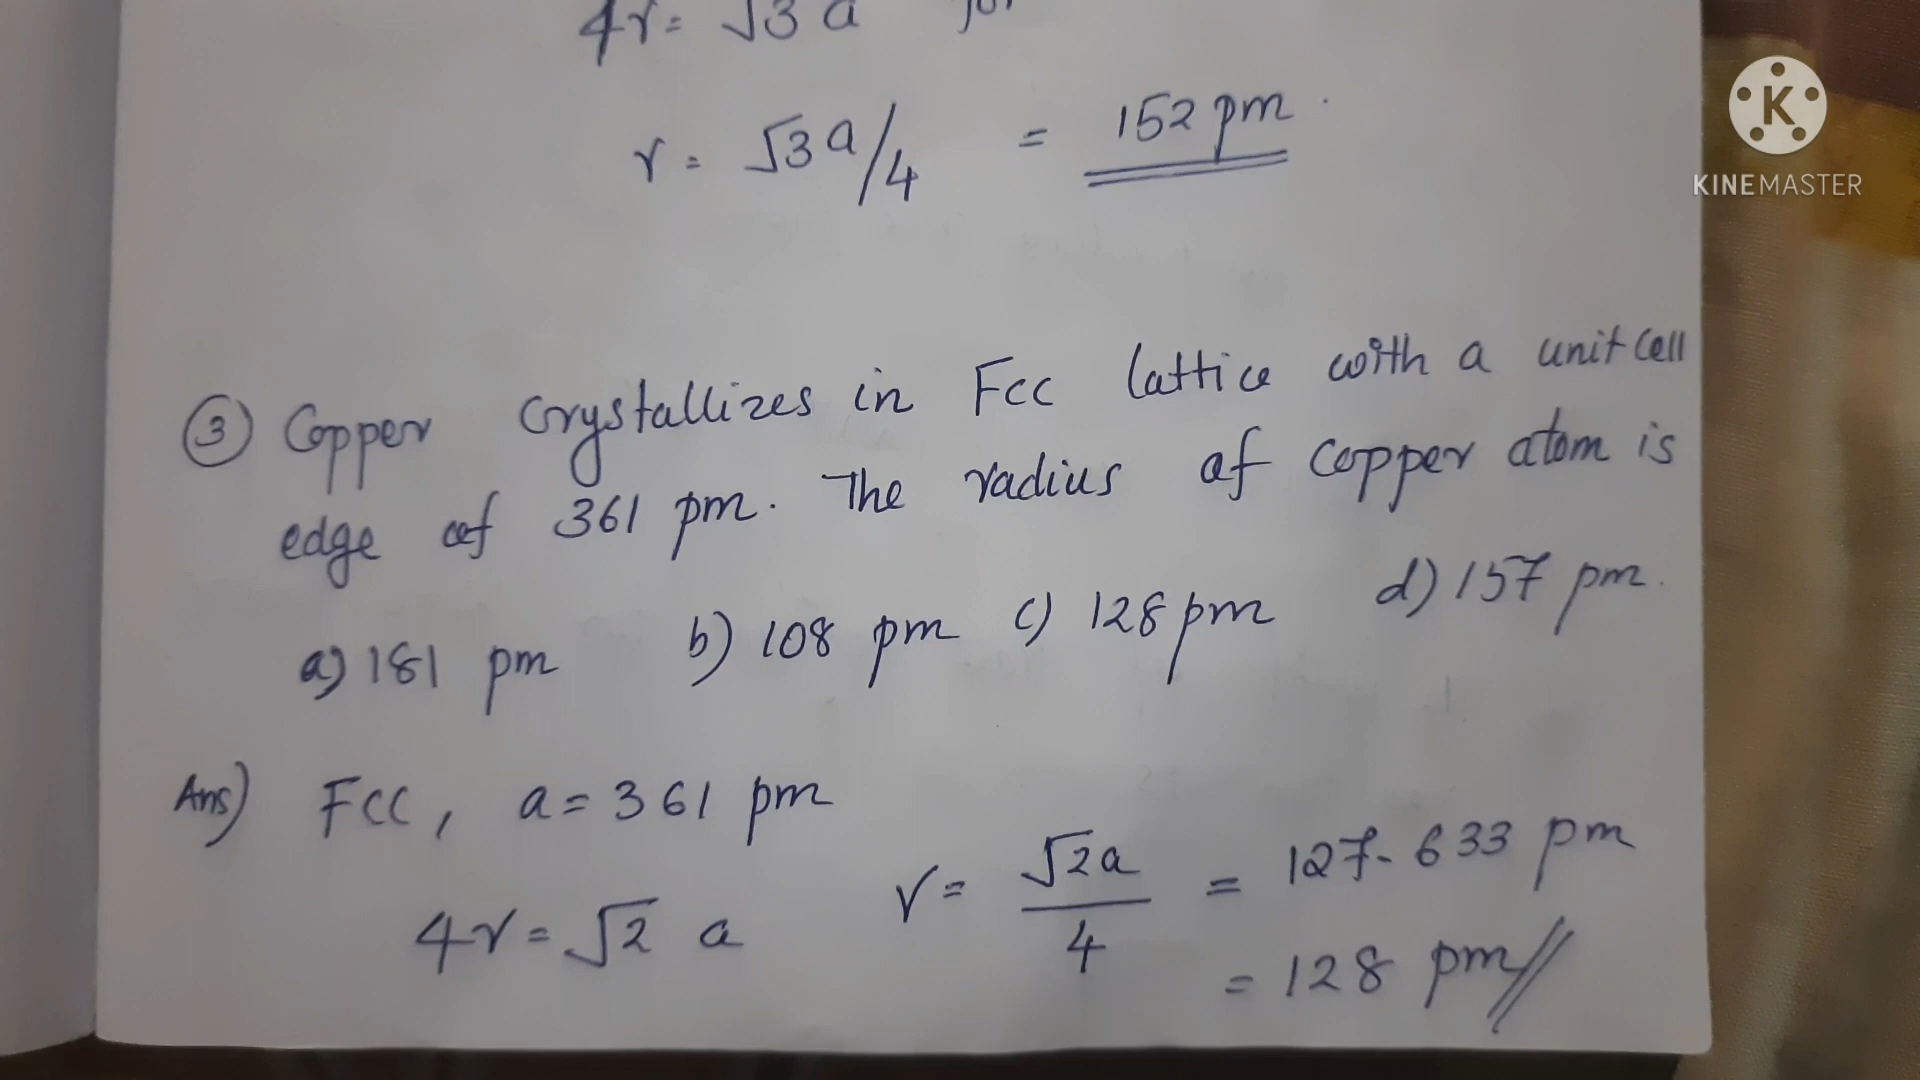 4r= √3 a
r = √3 a/4 = 152 pm.
K
KINEMASTER
③ Copper Crystallizes in Fcc lattice with a unit cell
edge of 361 pm. The radius of copper atom is
a) 181 pm b) 108 pm c) 128 pm d) 157 pm.
Ans) FCC, a = 361 pm
4r = √2 a r = √2a/4 = 127.633 pm
= 128 pm//